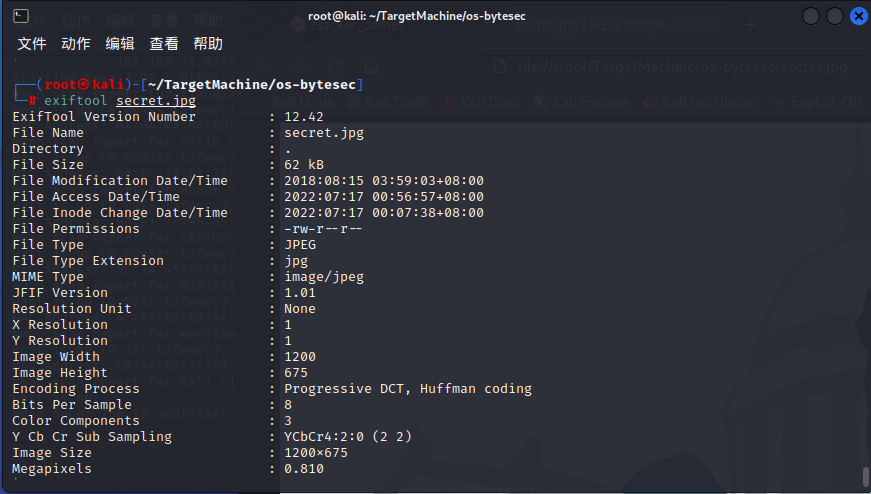 root@kali: ~/TargetMachine/os-bytesec
文件 动作 编辑 查看 帮助
┌──(root㉿kali)-[~/TargetMachine/os-bytesec]
└─# exiftool secret.jpg
ExifTool Version Number : 12.42
File Name : secret.jpg
Directory : .
File Size : 62 kB
File Modification Date/Time : 2018:08:15 03:59:03+08:00
File Access Date/Time : 2022:07:17 00:56:57+08:00
File Inode Change Date/Time : 2022:07:17 00:07:38+08:00
File Permissions : -rw-r--r--
File Type : JPEG
File Type Extension : jpg
MIME Type : image/jpeg
JFIF Version : 1.01
Resolution Unit : None
X Resolution : 1
Y Resolution : 1
Image Width : 1200
Image Height : 675
Encoding Process : Progressive DCT, Huffman coding
Bits Per Sample : 8
Color Components : 3
Y Cb Cr Sub Sampling : YCbCr4:2:0 (2 2)
Image Size : 1200×675
Megapixels : 0.810